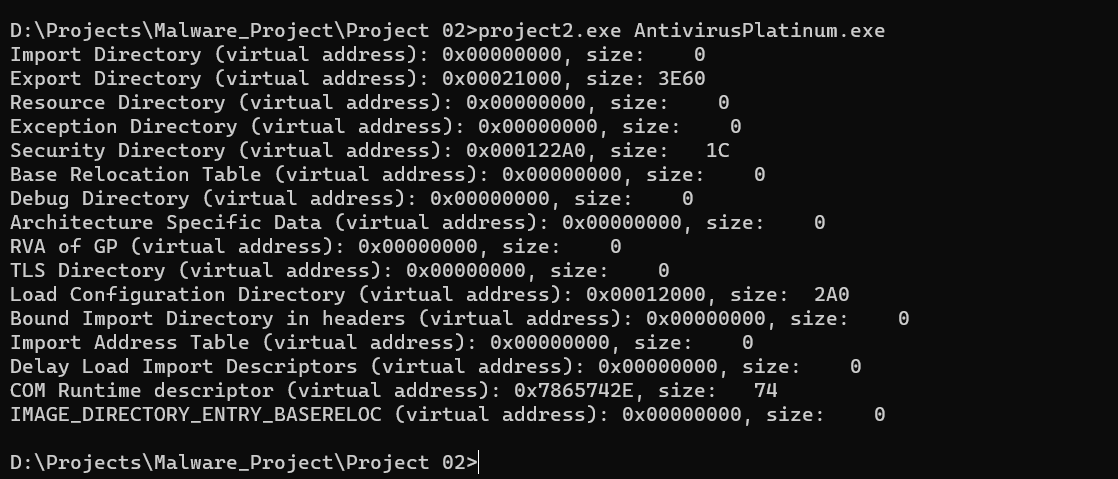 D:\Projects\Malware_Project\Project 02>project2.exe AntivirusPlatinum.exe
Import Directory (virtual address): 0x00000000, size:    0
Export Directory (virtual address): 0x00021000, size: 3E60
Resource Directory (virtual address): 0x00000000, size:    0
Exception Directory (virtual address): 0x00000000, size:    0
Security Directory (virtual address): 0x000122A0, size:   1C
Base Relocation Table (virtual address): 0x00000000, size:    0
Debug Directory (virtual address): 0x00000000, size:    0
Architecture Specific Data (virtual address): 0x00000000, size:    0
RVA of GP (virtual address): 0x00000000, size:    0
TLS Directory (virtual address): 0x00000000, size:    0
Load Configuration Directory (virtual address): 0x00012000, size:  2A0
Bound Import Directory in headers (virtual address): 0x00000000, size:    0
Import Address Table (virtual address): 0x00000000, size:    0
Delay Load Import Descriptors (virtual address): 0x00000000, size:    0
COM Runtime descriptor (virtual address): 0x7865742E, size:   74
IMAGE_DIRECTORY_ENTRY_BASERELOC (virtual address): 0x00000000, size:    0
D:\Projects\Malware_Project\Project 02>